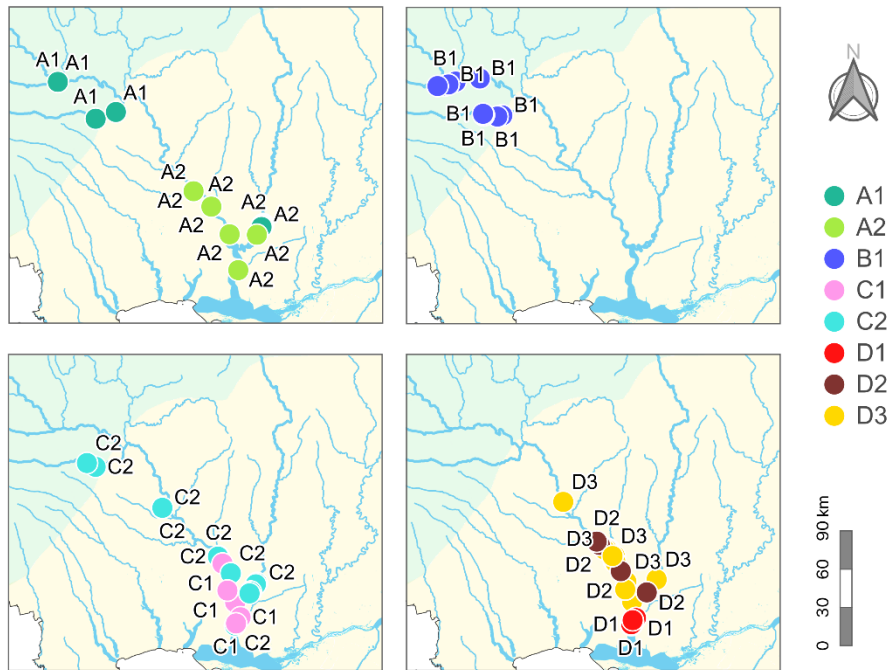 A1 A1
A1 A1
A2 A2
A2 A2
A2 A2
A2 A2
A2
B1 B1
B1
B1 B1
B1
N
A1
A2
B1
C1
C2
D1
D2
D3
C2
C2
C2
C2
C2
C2 C2
C2
C1
C1 C1
C1 C2
D3
D2
D3 D3
D2 D3 D3
D2
D2
D1 D1
D1
0 30 60 90 km